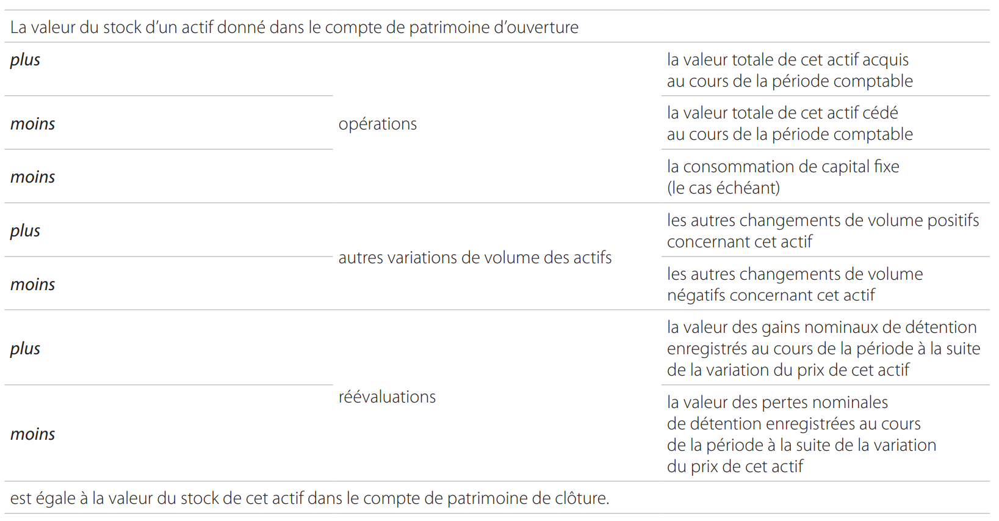 La valeur du stock d’un actif donné dans le compte de patrimoine d’ouverture
plus
la valeur totale de cet actif acquis
au cours de la période comptable
moins
opérations
la valeur totale de cet actif cédé
au cours de la période comptable
moins
la consommation de capital fixe
(le cas échéant)
plus
les autres changements de volume positifs
concernant cet actif
autres variations de volume des actifs
moins
les autres changements de volume
négatifs concernant cet actif
plus
la valeur des gains nominaux de détention
enregistrés au cours de la période à la suite
de la variation du prix de cet actif
réévaluations
moins
la valeur des pertes nominales
de détention enregistrées au cours
de la période à la suite de la variation
du prix de cet actif
est égale à la valeur du stock de cet actif dans le compte de patrimoine de clôture.